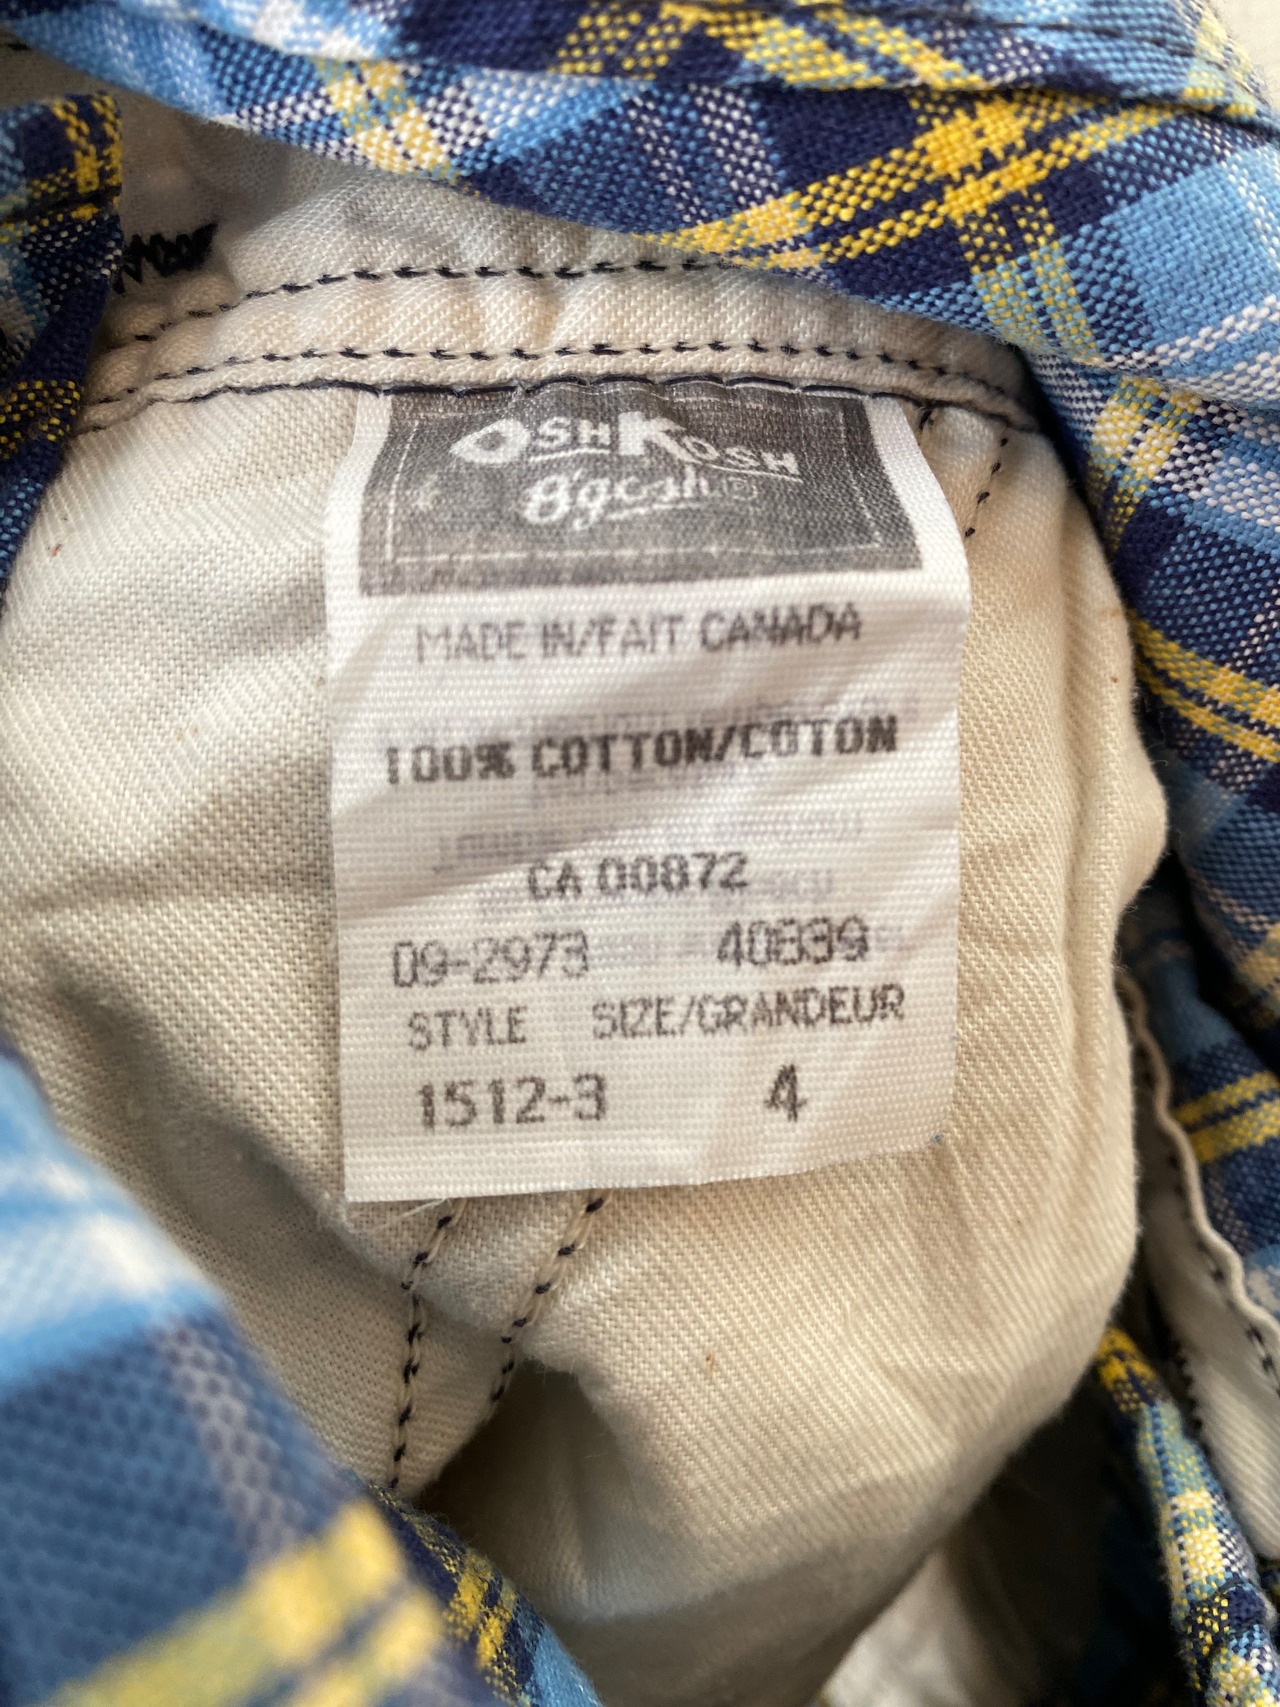 OSHKOSH
B'gosh®
MADE IN/FAIT CANADA
100% COTTON/COTON
CA 00872
09-2973 40839
STYLE SIZE/GRANDEUR
1512-3 4